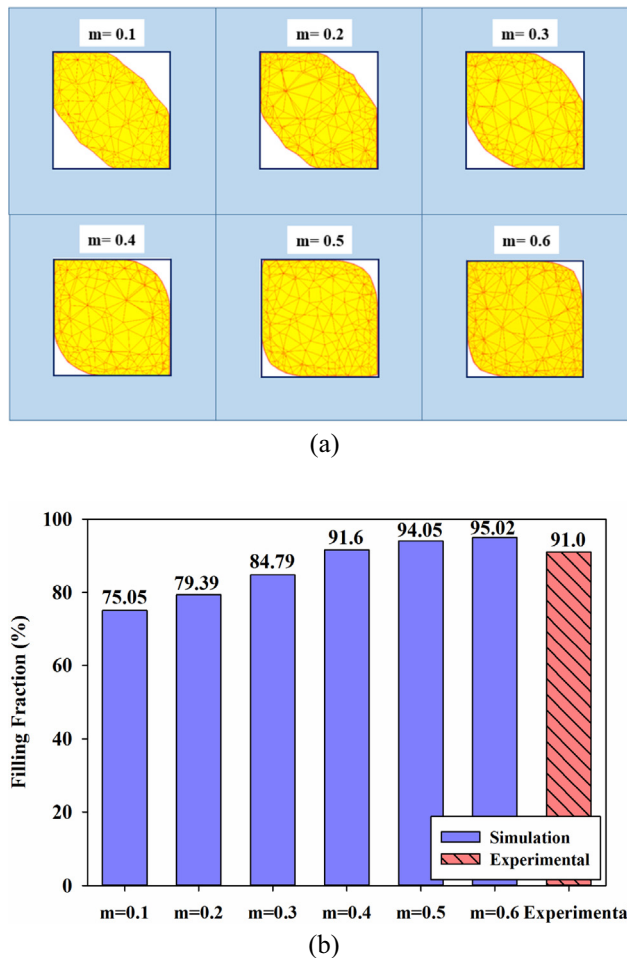 m= 0.1
m= 0.2
m= 0.3
m= 0.4
m= 0.5
m= 0.6
(a)
100
80
60
40
20
0
Filling Fraction (%)
75.05
79.39
84.79
91.6
94.05
95.02
91.0
Simulation
Experimental
m=0.1 m=0.2 m=0.3 m=0.4 m=0.5 m=0.6 Experimental
(b)